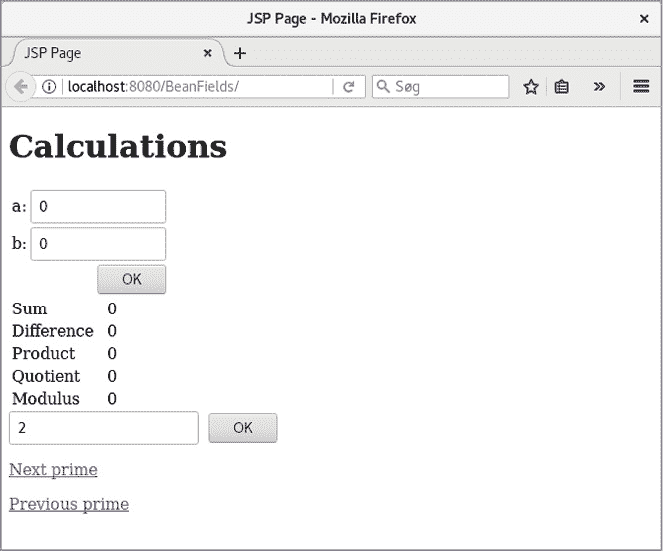 JSP Page - Mozilla Firefox ×
JSP Page × +
localhost:8080/BeanFields/ Søg
Calculations
a: 0
b: 0
OK
Sum 0
Difference 0
Product 0
Quotient 0
Modulus 0
2 OK
Next prime
Previous prime